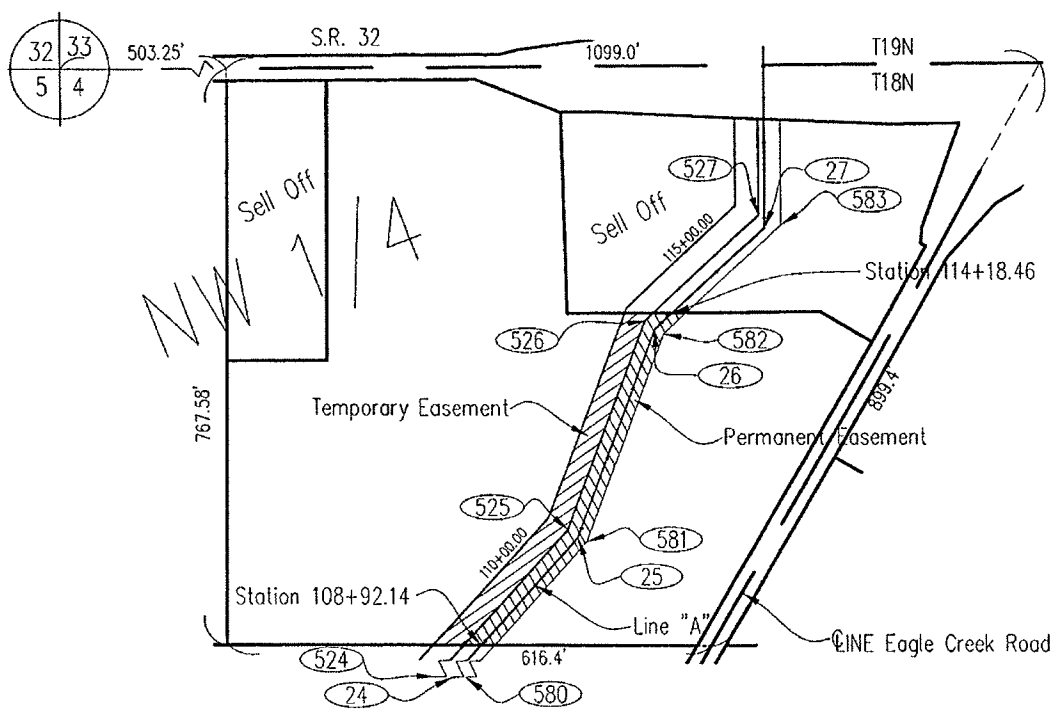 32 33
5 4
503.25'
S.R. 32
1099.0'
T19N
T18N
Sell Off
NW 1/4
527
27
583
Sell Off
115+00.00
Station 114+18.46
526
582
26
899.4'
767.58'
Temporary Easement
Permanent Easement
525
110+00.00
581
25
Station 108+92.14
Line "A"
℄LINE Eagle Creek Road
616.4'
524
24
580